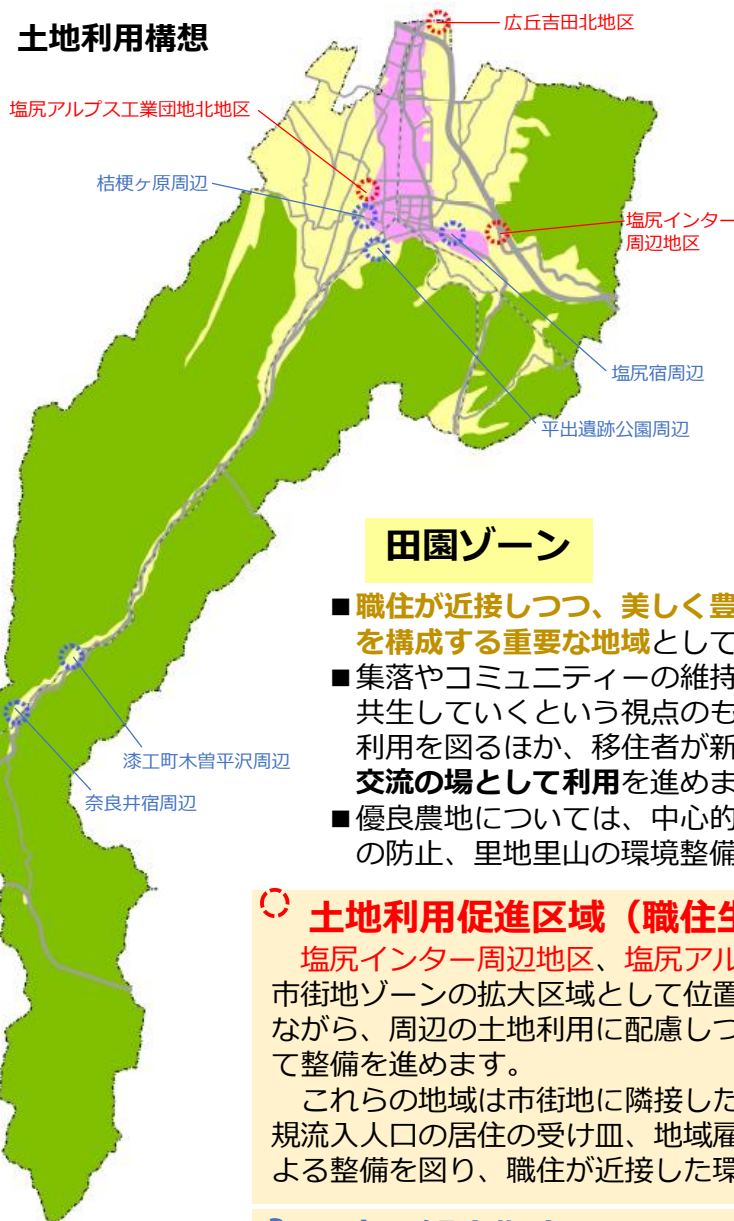 土地利用構想
広丘吉田北地区
塩尻アルプス工業団地北地区
桔梗ヶ原周辺
塩尻インター
周辺地区
塩尻宿周辺
平出遺跡公園周辺
漆工町木曽平沢周辺
奈良井宿周辺
田園ゾーン
■職住が近接しつつ、美しく豊
を構成する重要な地域として
■集落やコミュニティーの維持
共生していくという視点のも
利用を図るほか、移住者が新
交流の場として利用を進めま
■優良農地については、中心的
の防止、里地里山の環境整備
土地利用促進区域（職住生
塩尻インター周辺地区、塩尻アル
市街地ゾーンの拡大区域として位置
ながら、周辺の土地利用に配慮しつ
て整備を進めます。
これらの地域は市街地に隣接した
規流入人口の居住の受け皿、地域雇
よる整備を図り、職住が近接した環